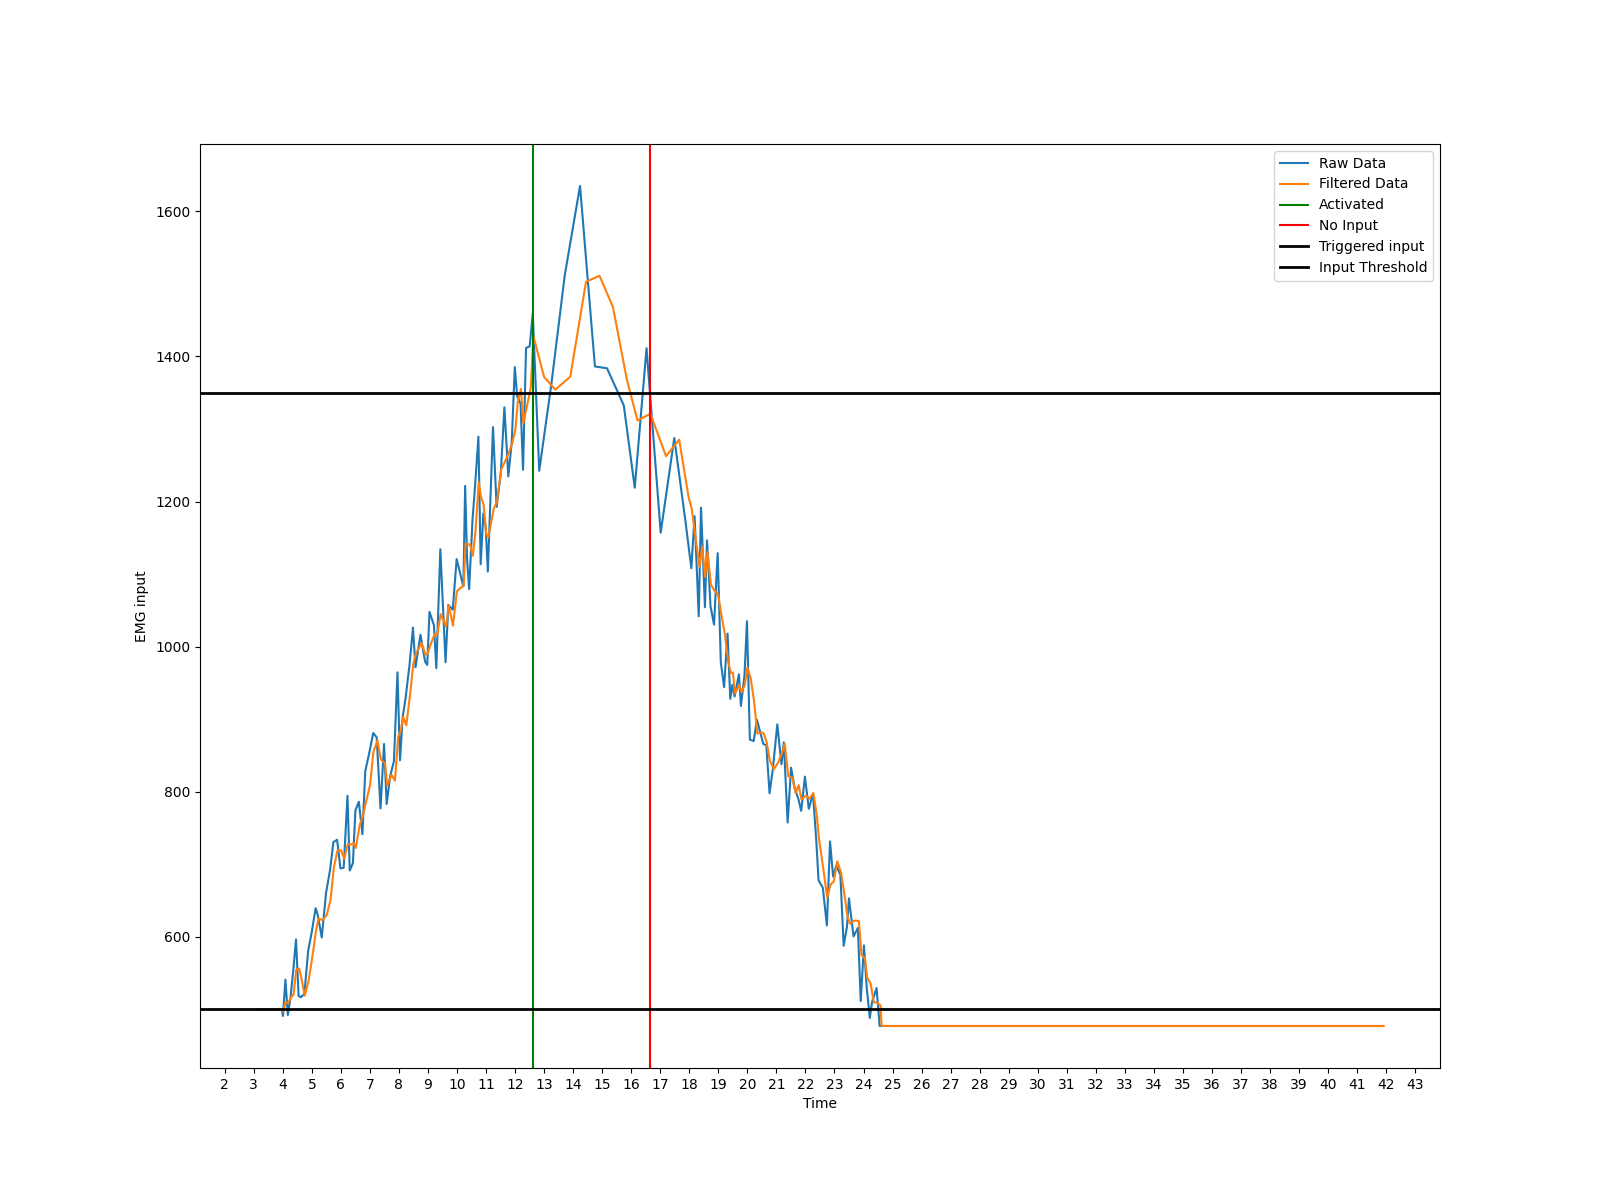 Raw Data
Filtered Data
Activated
No Input
Triggered input
Input Threshold
1600
1400
1200
1000
800
600
EMG input
2 3 4 5 6 7 8 9 10 11 12 13 14 15 16 17 18 19 20 21 22 23 24 25 26 27 28 29 30 31 32 33 34 35 36 37 38 39 40 41 42 43
Time